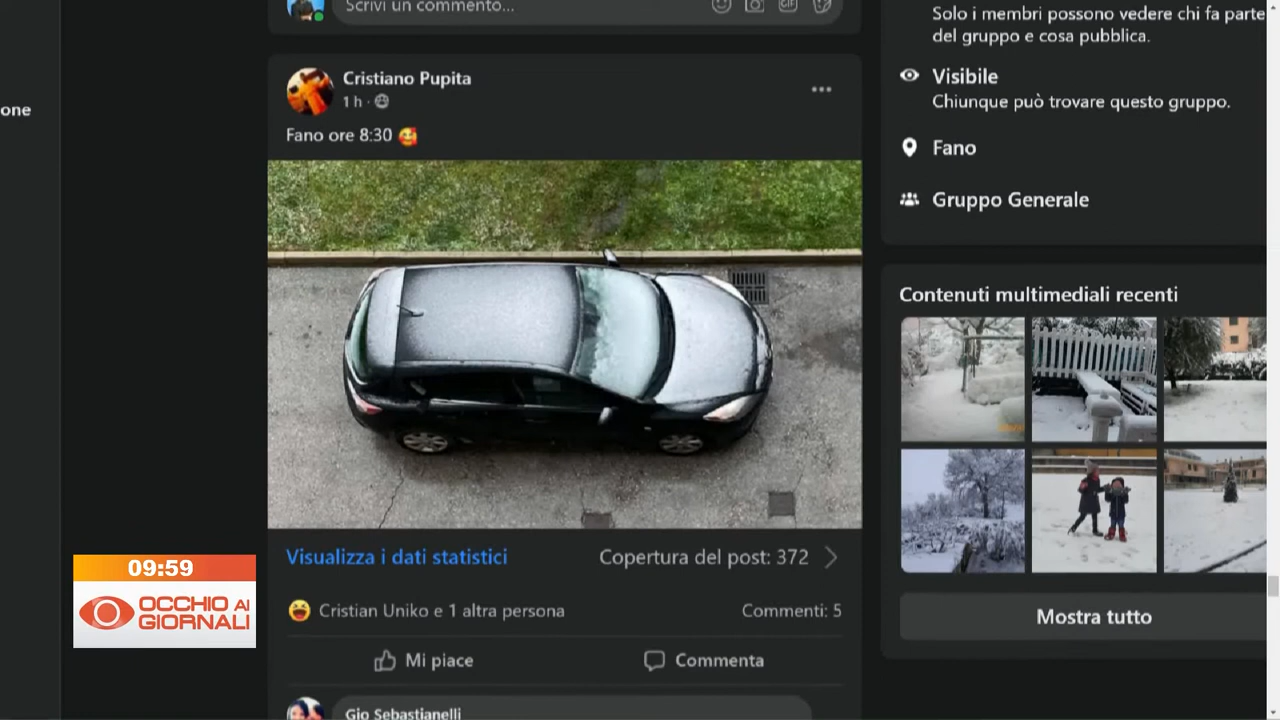 Scrivi un commento...
GIF
Cristiano Pupita
1 h ·
Fano ore 8:30
Visualizza i dati statistici
Copertura del post: 372
Cristian Uniko e 1 altra persona
Commenti: 5
Mi piace
Commenta
Gio Sebastianelli
one
Solo i membri possono vedere chi fa parte
del gruppo e cosa pubblica.
Visibile
Chiunque può trovare questo gruppo.
Fano
Gruppo Generale
Contenuti multimediali recenti
Mostra tutto
09:59
OCCHIO AI
GIORNALI